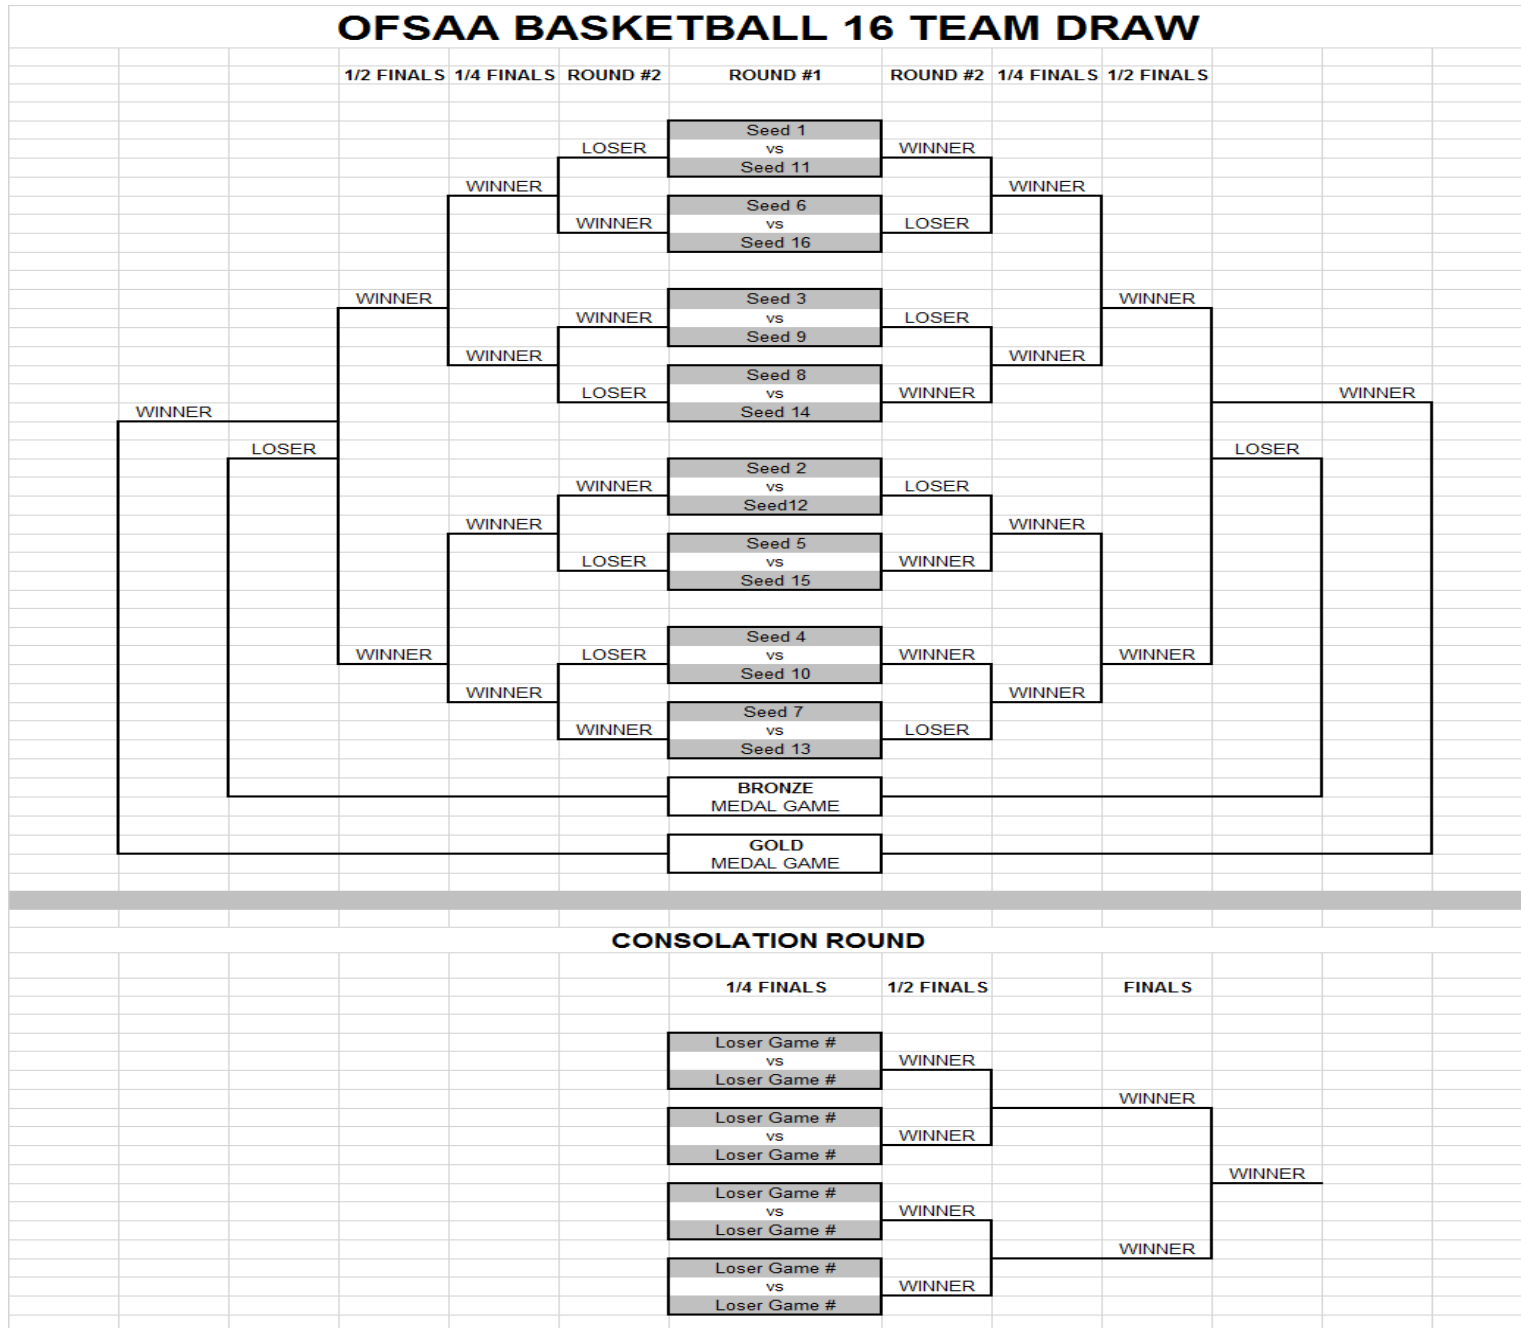 OFSAA BASKETBALL 16 TEAM DRAW
1/2 FINALS 1/4 FINALS ROUND #2 ROUND #1 ROUND #2 1/4 FINALS 1/2 FINALS
Seed 1
LOSER vs WINNER
Seed 11
WINNER WINNER
Seed 6
WINNER vs LOSER
Seed 16
WINNER Seed 3 WINNER
WINNER vs LOSER
Seed 9
WINNER WINNER
Seed 8
LOSER vs WINNER WINNER
WINNER Seed 14
LOSER LOSER
Seed 2
WINNER vs LOSER
Seed12
WINNER WINNER
Seed 5
LOSER vs WINNER
Seed 15
Seed 4
WINNER LOSER vs WINNER WINNER
Seed 10
WINNER WINNER
Seed 7
WINNER vs LOSER
Seed 13
BRONZE
MEDAL GAME
GOLD
MEDAL GAME
CONSOLATION ROUND
1/4 FINALS 1/2 FINALS FINALS
Loser Game #
vs WINNER
Loser Game #
WINNER
Loser Game #
vs WINNER
Loser Game #
WINNER
Loser Game #
vs WINNER
Loser Game #
WINNER
Loser Game #
vs WINNER
Loser Game #